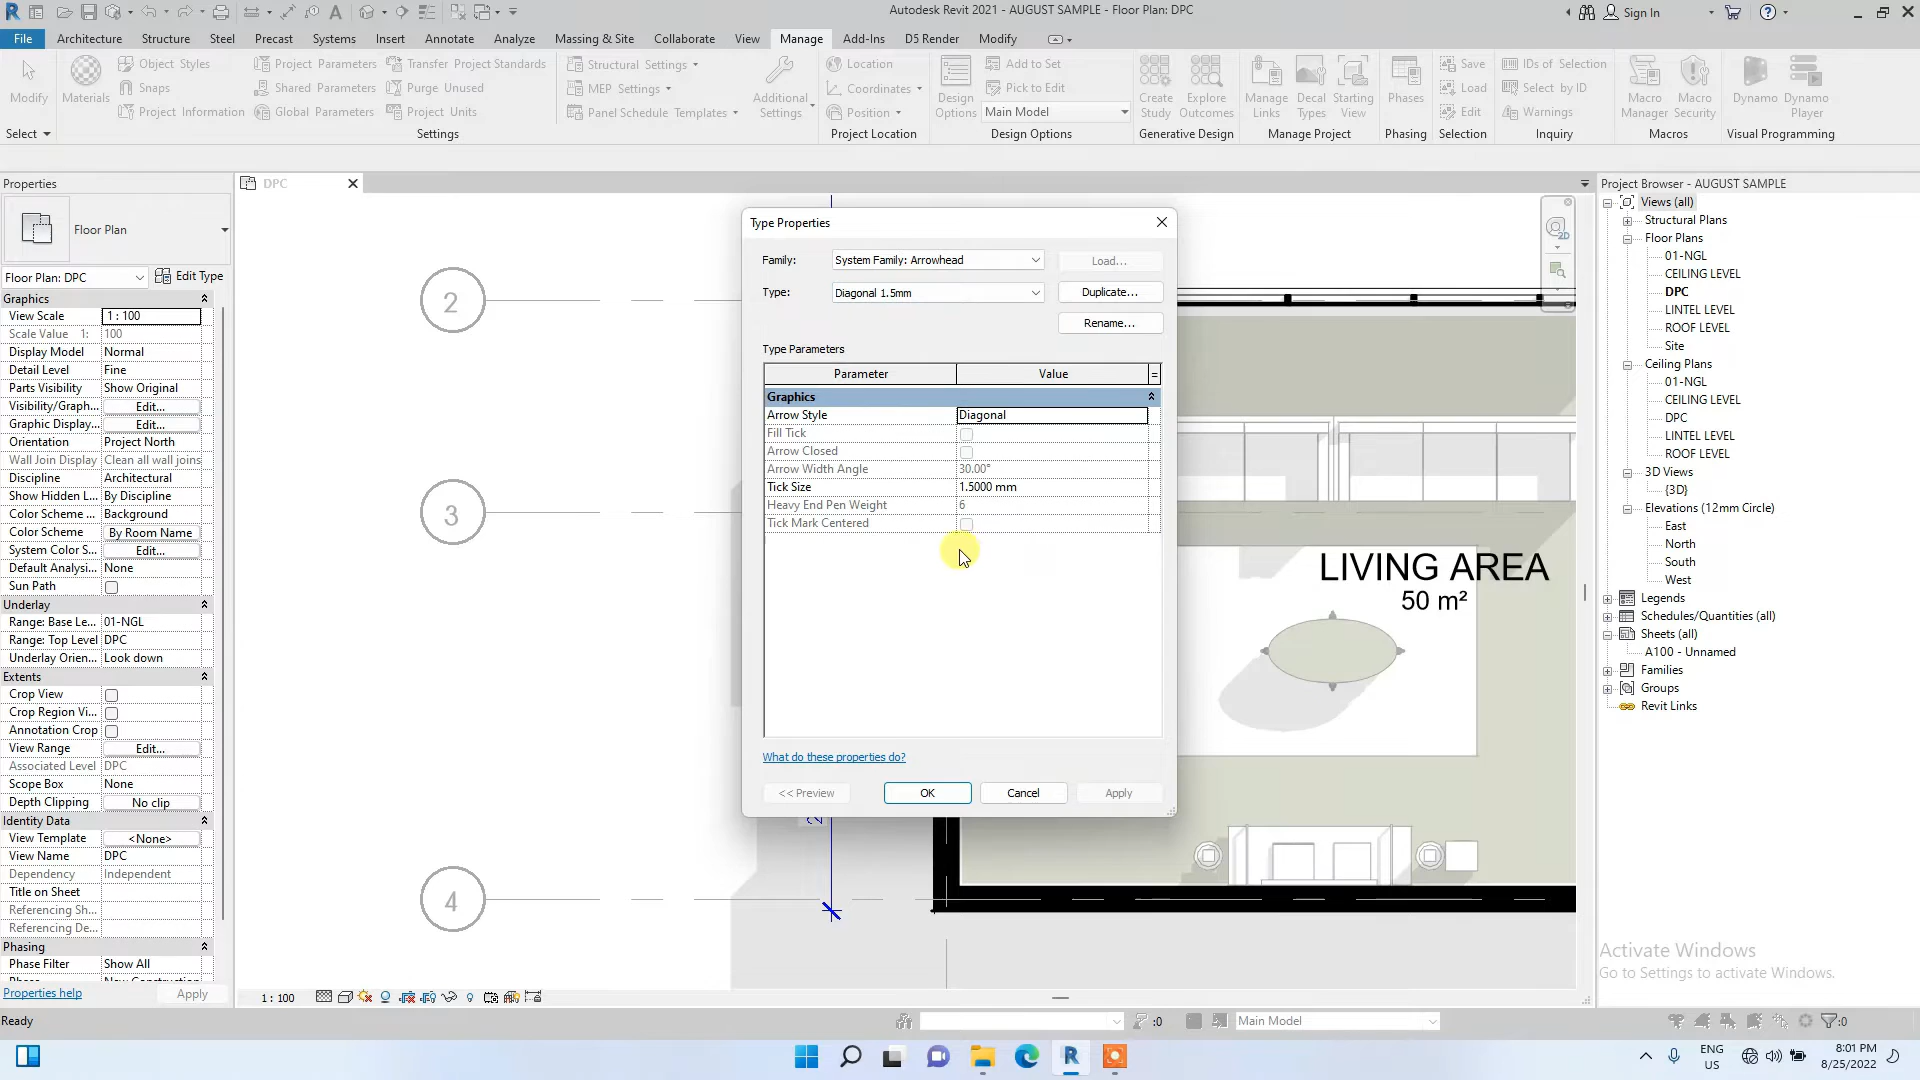 Autodesk Revit 2021 - AUGUST SAMPLE - Floor Plan: DPC
Sign In
File Architecture Structure Steel Precast Systems Insert Annotate Analyze Massing & Site Collaborate View Manage Add-Ins D5 Render Modify
Modify
Materials
Object Styles
Snaps
Project Information
Project Parameters
Shared Parameters
Global Parameters
Transfer Project Standards
Purge Unused
Project Units
Structural Settings
MEP Settings
Panel Schedule Templates
Additional
Settings
Location
Coordinates
Position
Design
Options
Add to Set
Pick to Edit
Main Model
Create
Study
Explore
Outcomes
Manage
Links
Decal
Types
Starting
View
Phases
Save
Load
Edit
IDs of Selection
Select by ID
Warnings
Macro
Manager
Macro
Security
Dynamo
Dynamo
Player
Select
Settings
Project Location
Design Options
Generative Design
Manage Project
Phasing
Selection
Inquiry
Macros
Visual Programming
Properties
Floor Plan
Floor Plan: DPC
Edit Type
Graphics
View Scale 1 : 100
Scale Value 1: 100
Display Model Normal
Detail Level Fine
Parts Visibility Show Original
Visibility/Graph... Edit...
Graphic Display... Edit...
Orientation Project North
Wall Join Display Clean all wall joins
Discipline Architectural
Show Hidden L... By Discipline
Color Scheme ... Background
Color Scheme By Room Name
System Color S... Edit...
Default Analysi... None
Sun Path
Underlay
Range: Base Le... 01-NGL
Range: Top Level DPC
Underlay Orien... Look down
Extents
Crop View
Crop Region Vi...
Annotation Crop
View Range Edit...
Associated Level DPC
Scope Box None
Depth Clipping No clip
Identity Data
View Template <None>
View Name DPC
Dependency Independent
Title on Sheet
Referencing Sh...
Referencing De...
Phasing
Phase Filter Show All
Properties help
Apply
DPC
2
3
4
2
Type Properties
Family: System Family: Arrowhead Load...
Type: Diagonal 1.5mm Duplicate...
Rename...
Type Parameters
Parameter Value =
Graphics
Arrow Style Diagonal
Fill Tick
Arrow Closed
Arrow Width Angle 30.00°
Tick Size 1.5000 mm
Heavy End Pen Weight 6
Tick Mark Centered
What do these properties do?
<< Preview OK Cancel Apply
2D
LIVING AREA
50 m²
Project Browser - AUGUST SAMPLE
Views (all)
Structural Plans
Floor Plans
01-NGL
CEILING LEVEL
DPC
LINTEL LEVEL
ROOF LEVEL
Site
Ceiling Plans
01-NGL
CEILING LEVEL
DPC
LINTEL LEVEL
ROOF LEVEL
3D Views
{3D}
Elevations (12mm Circle)
East
North
South
West
Legends
Schedules/Quantities (all)
Sheets (all)
A100 - Unnamed
Families
Groups
Revit Links
Activate Windows
Go to Settings to activate Windows.
1 : 100
Ready
:0
Main Model
:0
ENG
US
8:01 PM
8/25/2022